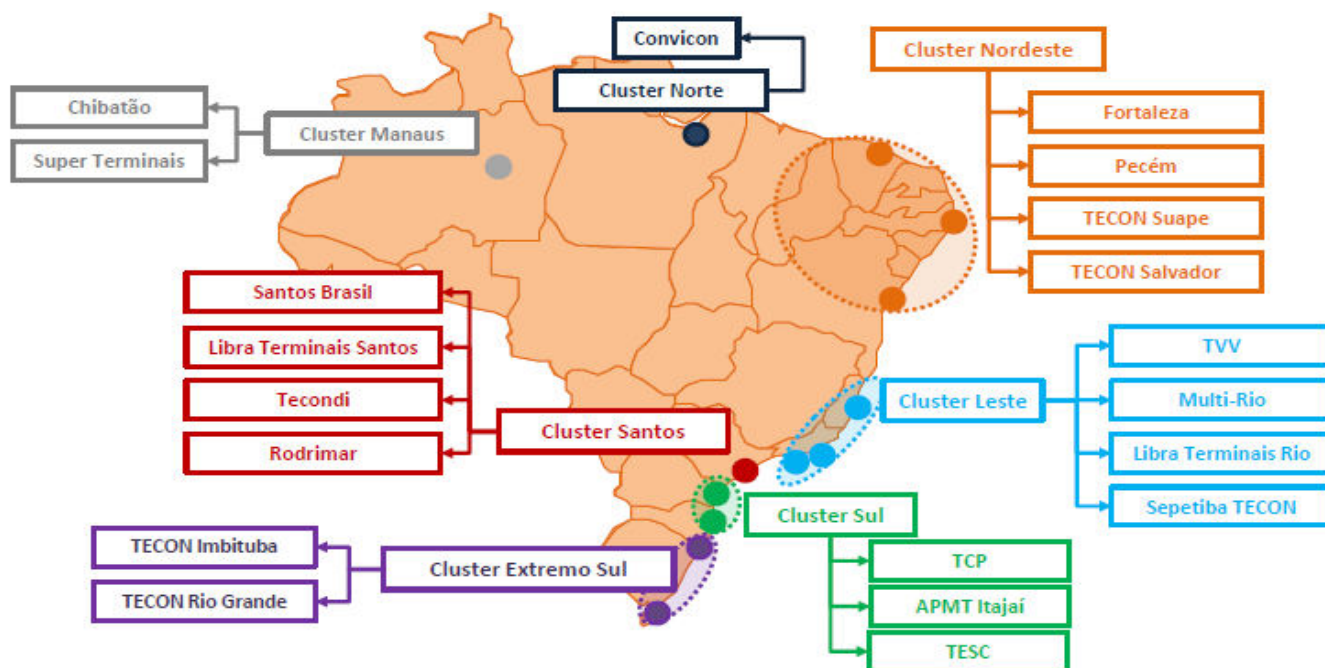 Convicon
Cluster Norte
Cluster Nordeste
Fortaleza
Pecém
TECON Suape
TECON Salvador
Chibatão
Cluster Manaus
Super Terminais
Santos Brasil
Libra Terminais Santos
Tecondi
Rodrimar
Cluster Santos
TVV
Cluster Leste
Multi-Rio
Libra Terminais Rio
Sepetiba TECON
Cluster Sul
TCP
APMT Itajaí
TESC
TECON Imbituba
Cluster Extremo Sul
TECON Rio Grande